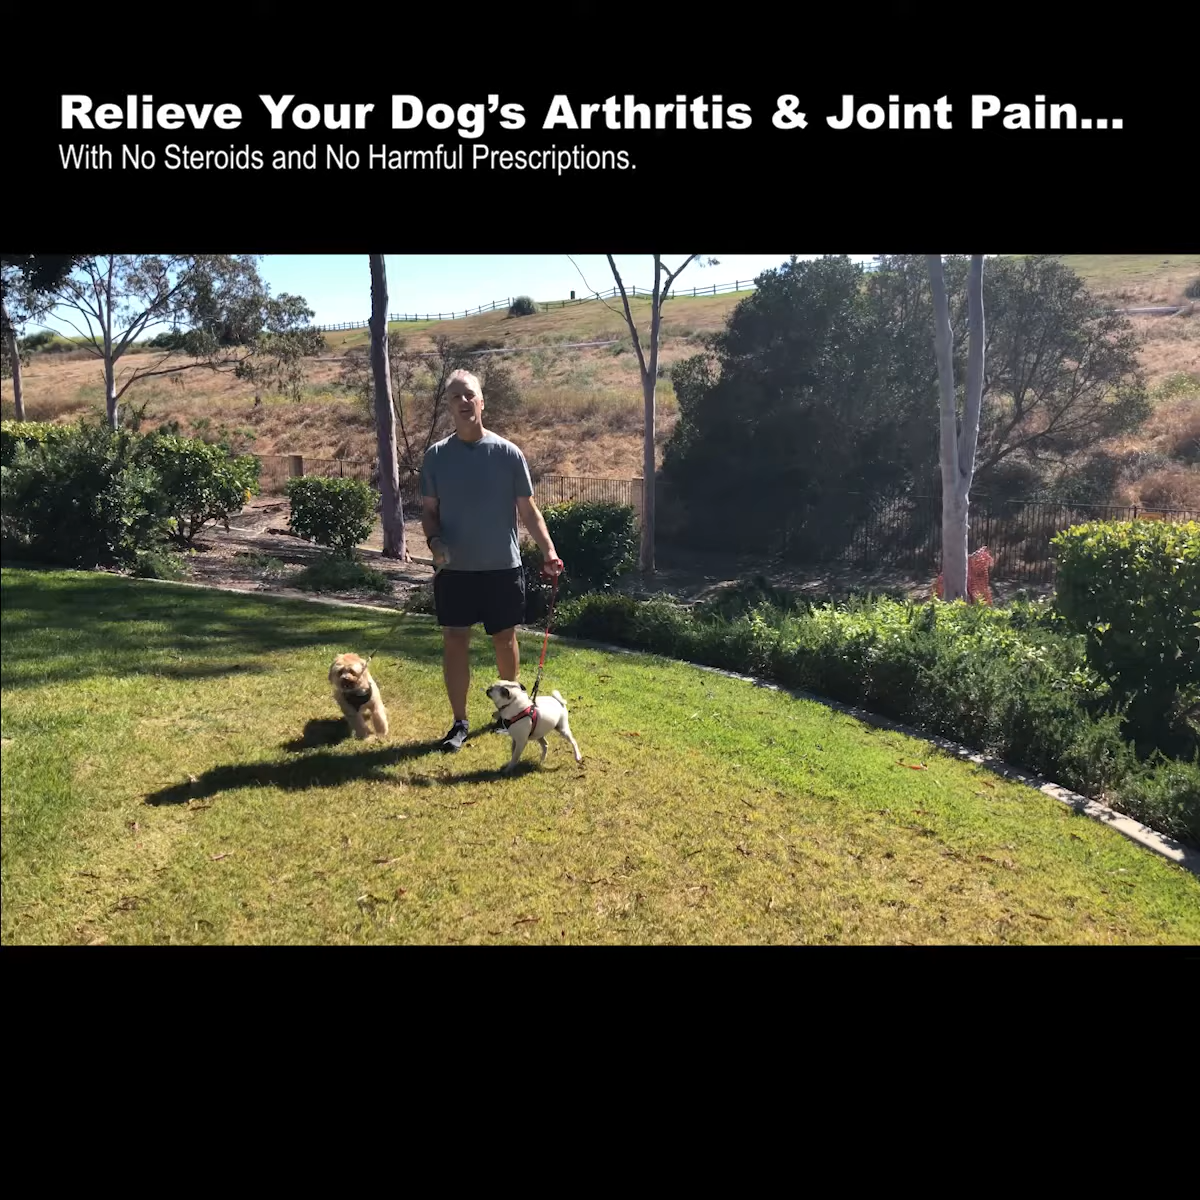 Relieve Your Dog's Arthritis & Joint Pain...
With No Steroids and No Harmful Prescriptions.